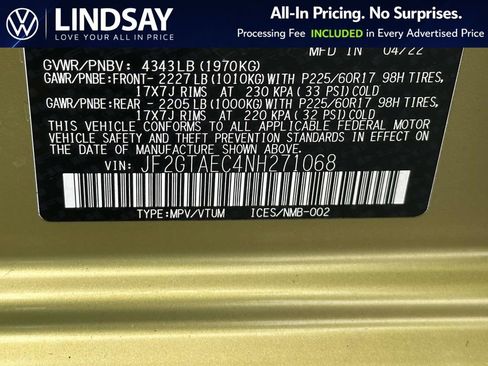 LINDSAY
LOVE YOUR ALL-IN PRICE
All-In Pricing. No Surprises.
Processing Fee INCLUDED in Every Advertised Price
MFD IN 04/22
GVWR/PNBV: 4343LB (1970KG)
GAWR/PNBE:FRONT- 2227LB (1010KG)WITH P225/60R17 98H TIRES,
17X7J RIMS AT 230 KPA (33 PSI)COLD
GAWR/PNBE:REAR - 2205LB (1000KG)WITH P225/60R17 98H TIRES,
17X7J RIMS AT 220 KPA (32 PSI)COLD
THIS VEHICLE CONFORMS TO ALL APPLICABLE FEDERAL MOTOR
VEHICLE SAFETY AND THEFT PREVENTION STANDARDS IN EFFECT
ON THE DATE OF MANUFACTURE SHOWN ABOVE.
VIN: JF2GTAEC4NH271068
TYPE:MPV/VTUM ICES/NMB-002